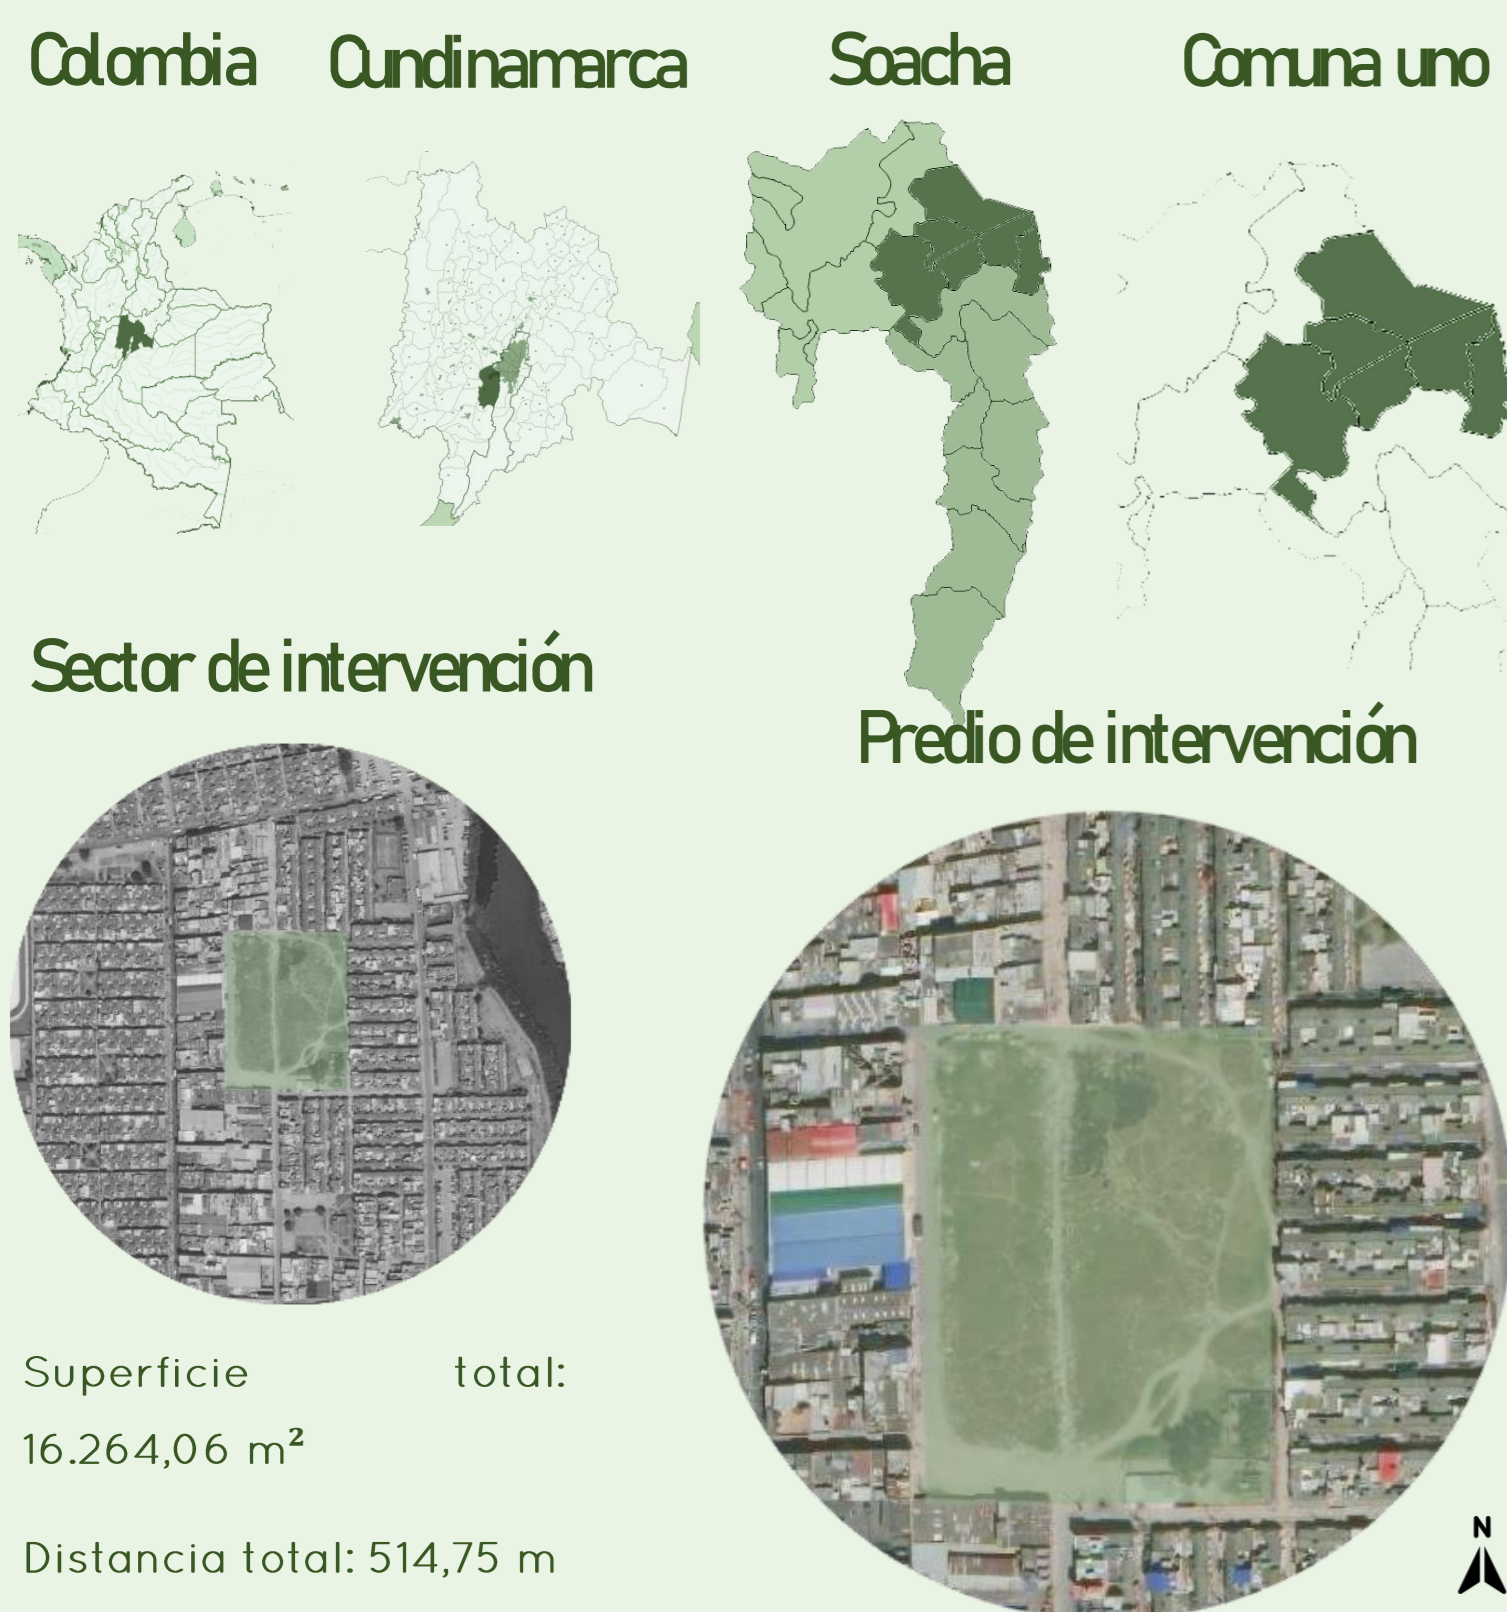 Colombia
Cundinamarca
Soacha
Comuna uno
Sector de intervención
Predio de intervención
Superficie total:
16.264,06 m²
Distancia total: 514,75 m
N